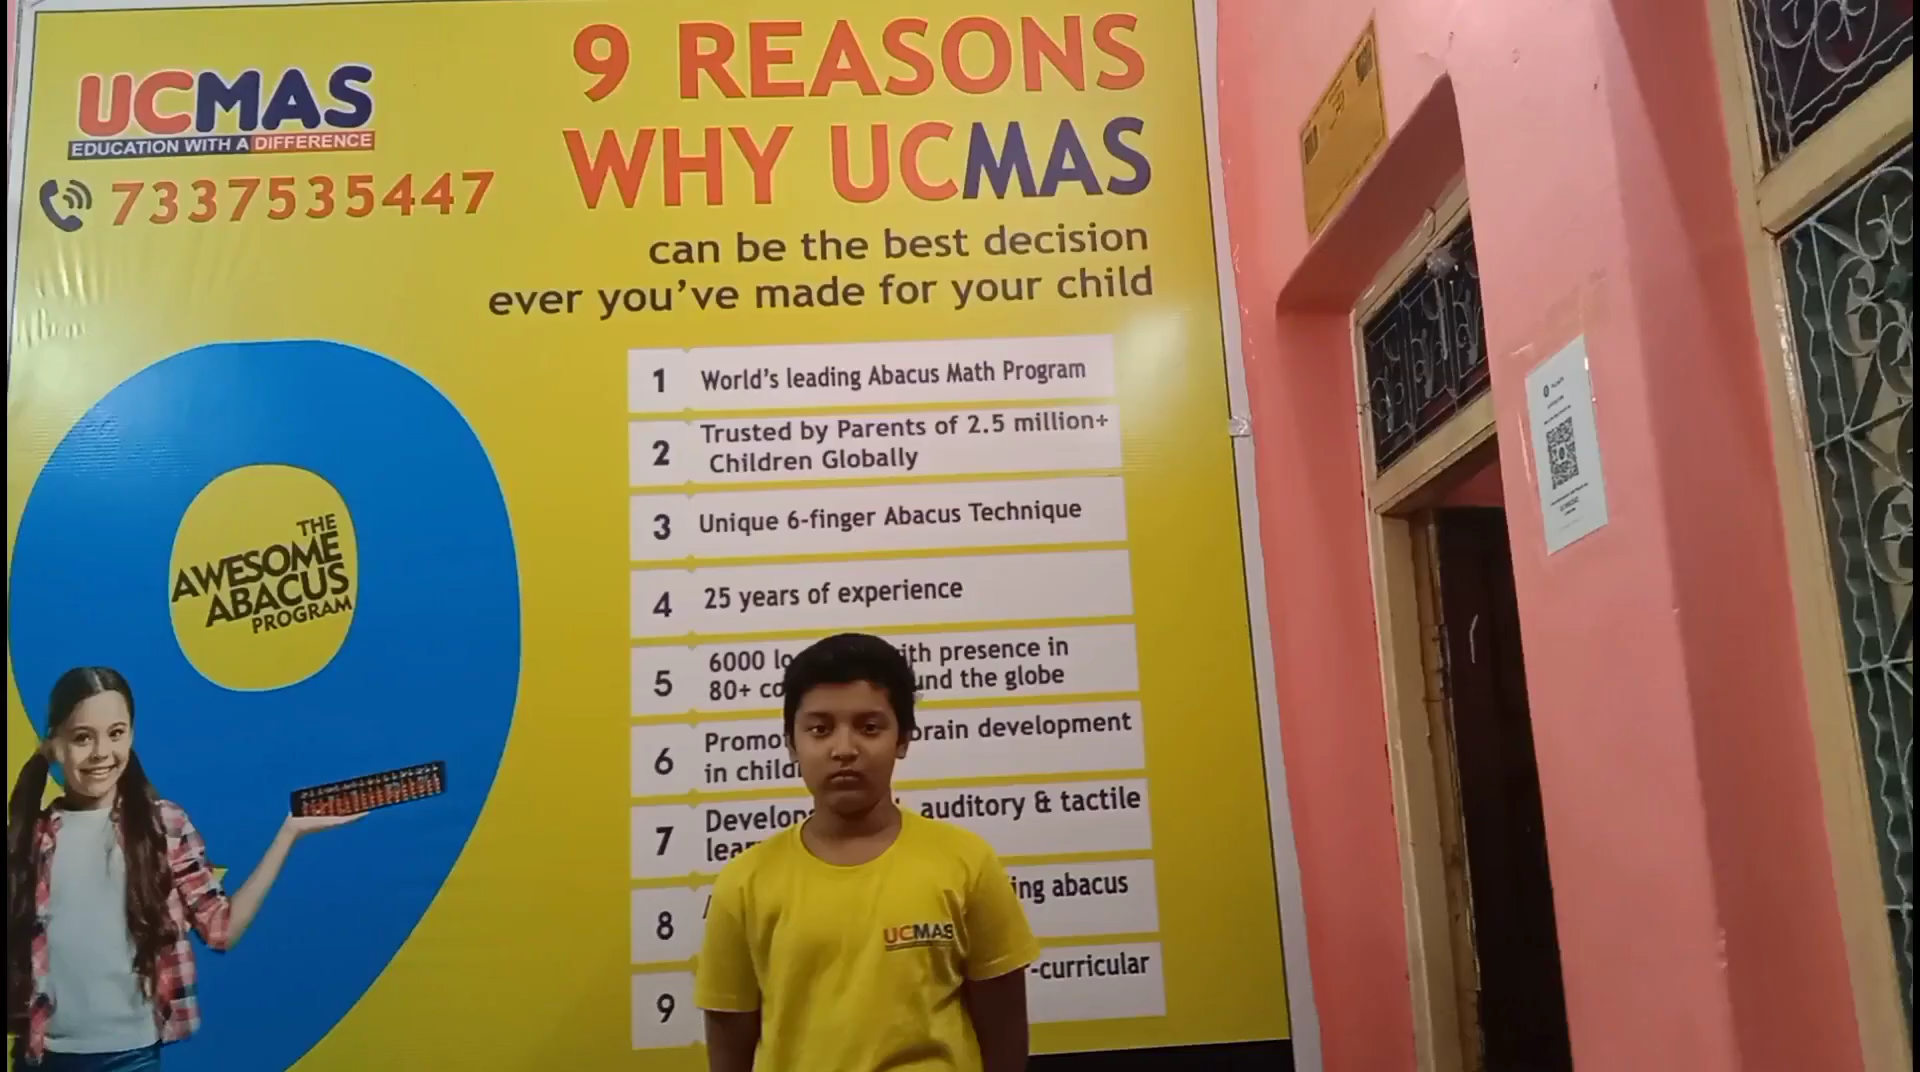 UCMAS
EDUCATION WITH A DIFFERENCE
7337535447
9 REASONS
WHY UCMAS
can be the best decision
ever you've made for your child
1 World's leading Abacus Math Program
2 Trusted by Parents of 2.5 million+
Children Globally
3 Unique 6-finger Abacus Technique
4 25 years of experience
5 6000 with presence in
80+ the globe
6 brain development
in
7 auditory & tactile
8 abacus
9 -curricular
THE
AWESOME
ABACUS
PROGRAM
UCMAS